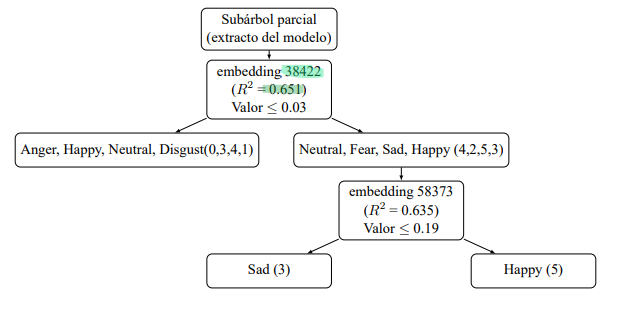 Subárbol parcial
(extracto del modelo)
embedding 38422
(R² = 0.651)
Valor ≤ 0.03
Anger, Happy, Neutral, Disgust(0,3,4,1)
Neutral, Fear, Sad, Happy (4,2,5,3)
embedding 58373
(R² = 0.635)
Valor ≤ 0.19
Sad (3)
Happy (5)